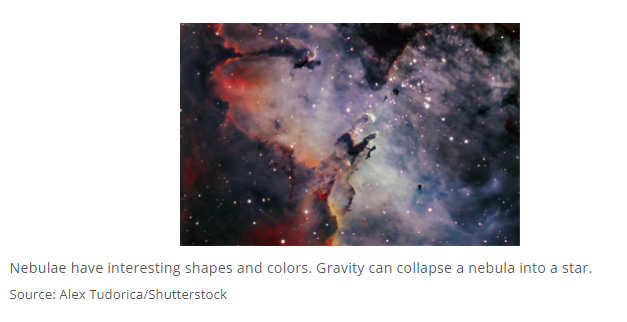 Nebulae have interesting shapes and colors. Gravity can collapse a nebula into a star.
Source: Alex Tudorica/Shutterstock